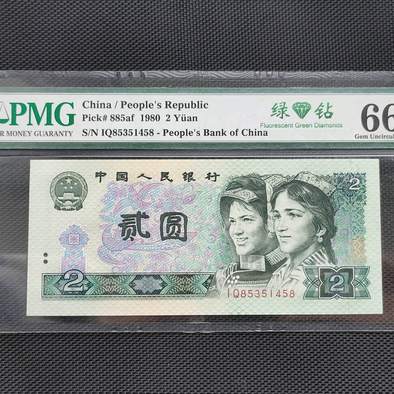 PMG
R MONEY GUARANTY
China / People's Republic
Pick# 885af 1980 2 Yüan
S/N IQ85351458 - People's Bank of China
绿 钻
Fluorescent Green Diamonds
66
Gem Uncircul
中国人民银行
贰圆
2
2
2
IQ85351458